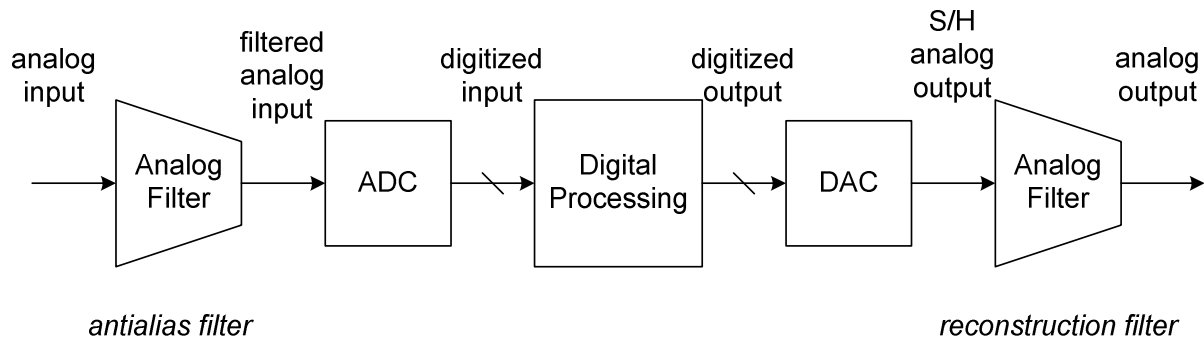 analog
input
filtered
analog
input
digitized
input
digitized
output
S/H
analog
output
analog
output
Analog
Filter
ADC
Digital
Processing
DAC
Analog
Filter
antialias filter
reconstruction filter